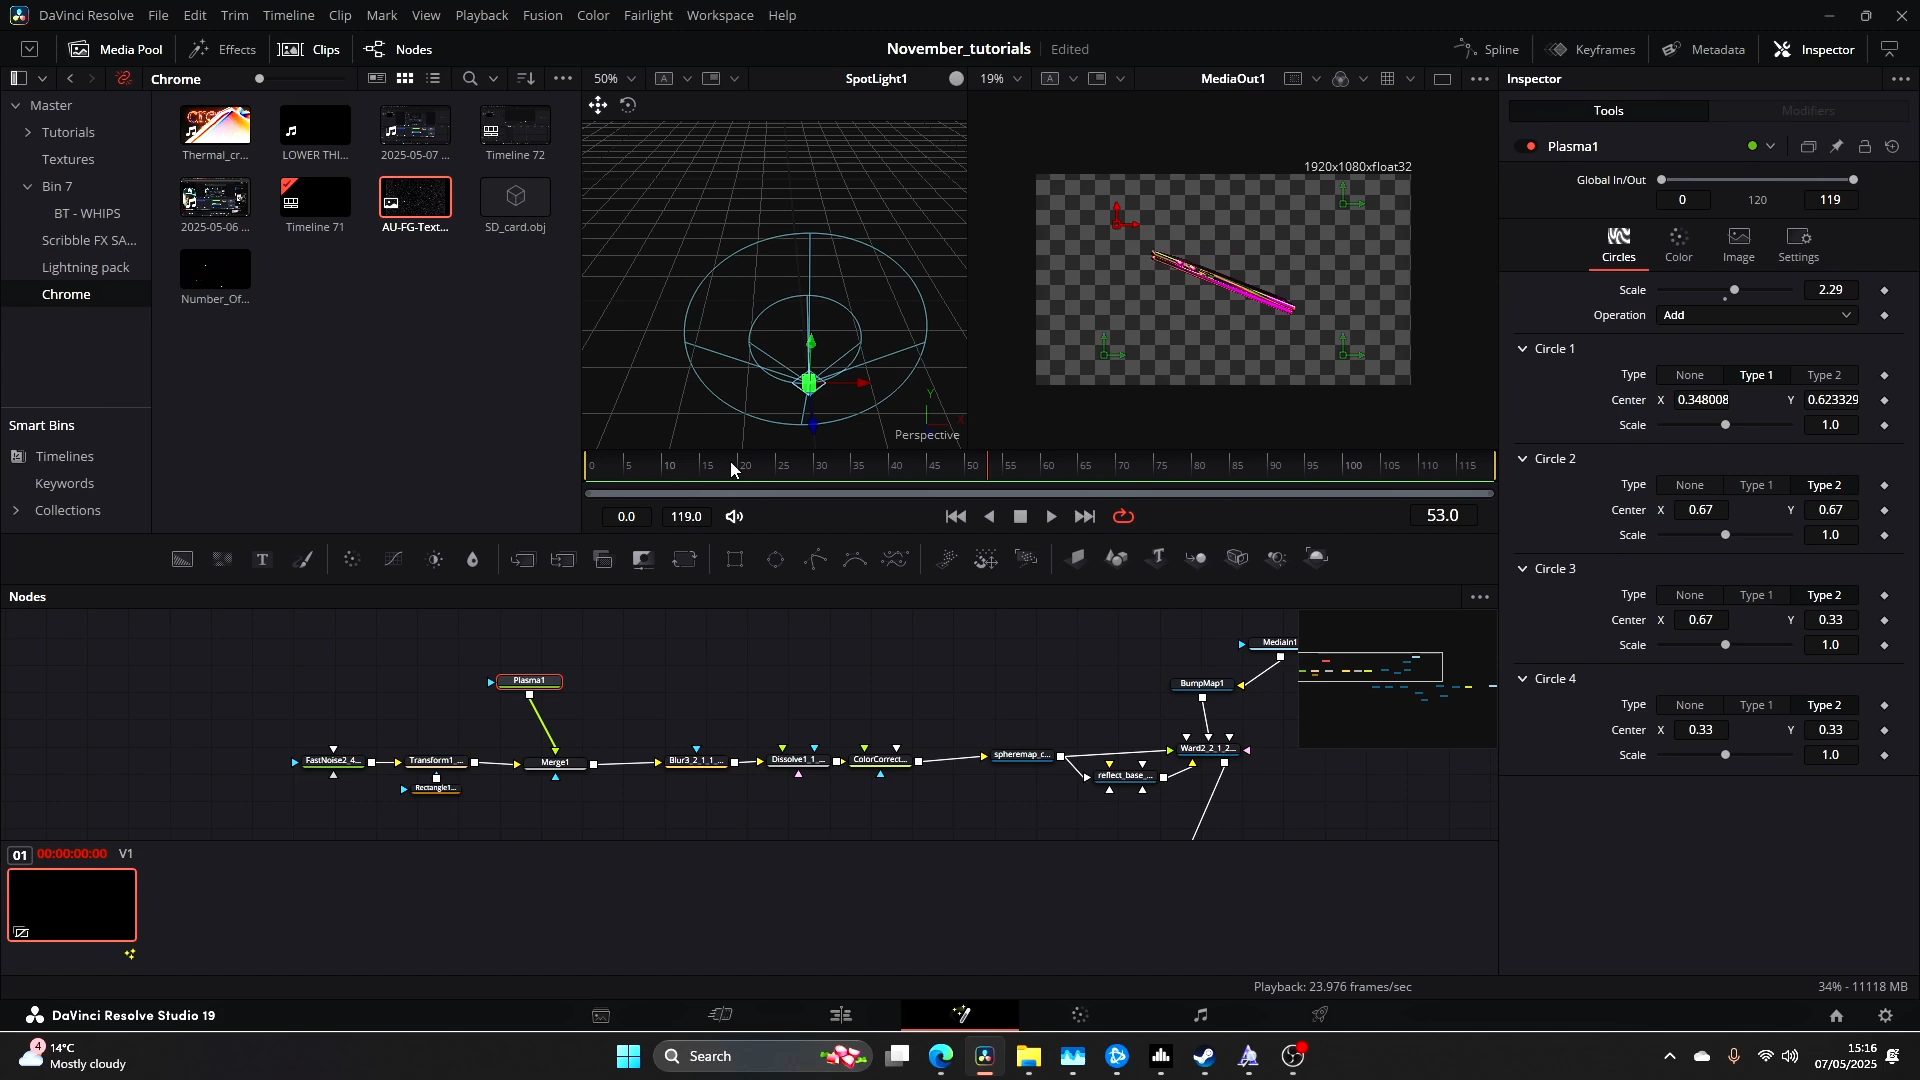 DaVinci Resolve File Edit Trim Timeline Clip Mark View Playback Fusion Color Fairlight Workspace Help
Media Pool Effects Clips Nodes November_tutorials Edited Spline Keyframes Metadata Inspector
Chrome 50% SpotLight1 19% MediaOut1 Inspector
Master
Tutorials
Textures
Bin 7
BT - WHIPS
Scribble FX SA...
Lightning pack
Chrome
Smart Bins
Timelines
Keywords
Collections
Thermal_cr... LOWER THI... 2025-05-07 ... Timeline 72
2025-05-06 ... Timeline 71 AU-FG-Text... SD_card.obj
Number_Of...
Perspective
1920x1080xfloat32
0 5 10 15 20 25 30 35 40 45 50 55 60 65 70 75 80 85 90 95 100 105 110 115
0.0 119.0 53.0
Tools Modifiers
Plasma1
Global In/Out
0 120 119
Circles Color Image Settings
Scale 2.29
Operation Add
Circle 1
Type None Type 1 Type 2
Center X 0.348008 Y 0.623329
Scale 1.0
Circle 2
Type None Type 1 Type 2
Center X 0.67 Y 0.67
Scale 1.0
Circle 3
Type None Type 1 Type 2
Center X 0.67 Y 0.33
Scale 1.0
Circle 4
Type None Type 1 Type 2
Center X 0.33 Y 0.33
Scale 1.0
Nodes
MediaIn1
Plasma1 BumpMap1
FastNoise2_4... Transform1_... Merge1 Blur3_2_1_1_... Dissolve1_1_... ColorCorrect... spheremap_c... Ward2_2_1_2...
Rectangle1... reflect_base_...
01 00:00:00:00 V1
Playback: 23.976 frames/sec 34% - 11118 MB
DaVinci Resolve Studio 19
4 14°C
Mostly cloudy
Search
15:16
07/05/2025